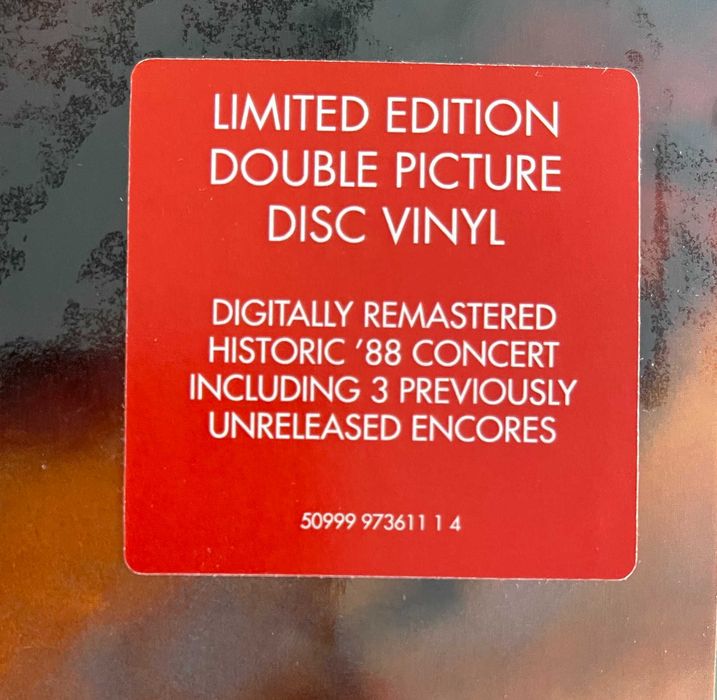 LIMITED EDITION
DOUBLE PICTURE
DISC VINYL
DIGITALLY REMASTERED
HISTORIC ’88 CONCERT
INCLUDING 3 PREVIOUSLY
UNRELEASED ENCORES
50999 973611 1 4